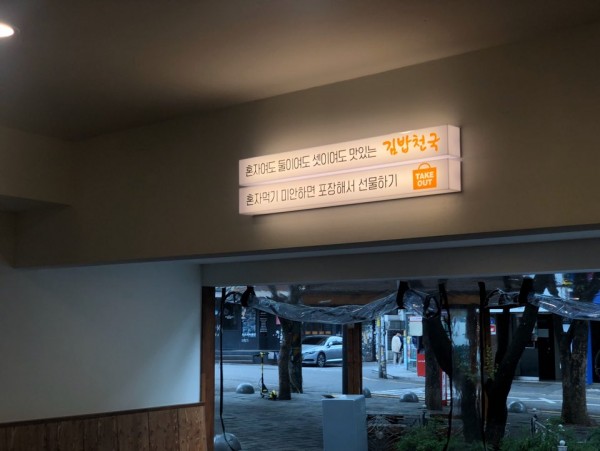 혼자여도 둘이여도 셋이여도 맛있는 김밥천국
혼자먹기 미안하면 포장해서 선물하기 TAKE OUT